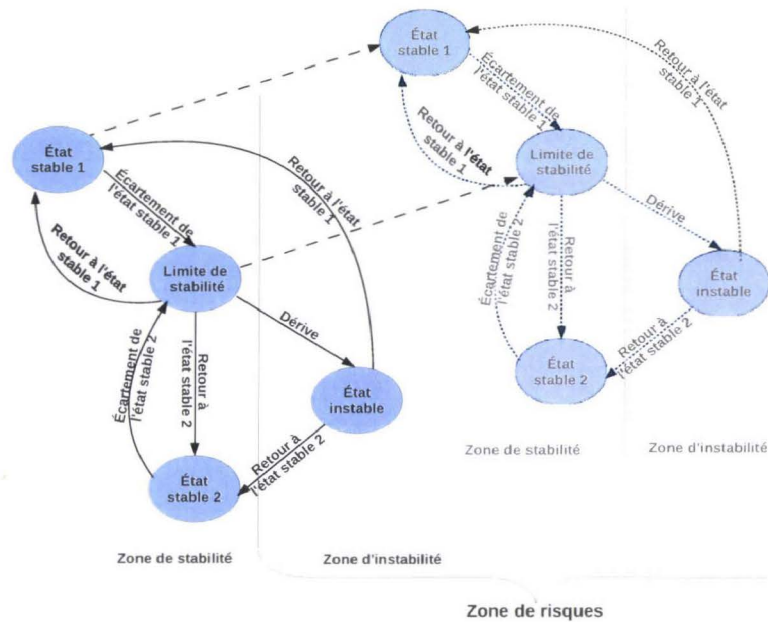 État
stable 1
Écartement de
l'état stable 1
Retour à l'état
stable 1
Retour à l'état
stable 1
Limite de
stabilité
Dérive
Écartement de
l'état stable 2
Retour à
l'état stable 2
État
instable
Retour à
l'état stable 2
État
stable 2
Zone de stabilité
Zone d'instabilité
État
stable 1
Écartement de
l'état stable 1
Retour à l'état
stable 1
Retour à l'état
stable 1
Limite de
stabilité
Dérive
Écartement de
l'état stable 2
Retour à
l'état stable 2
État
instable
Retour à
l'état stable 2
État
stable 2
Zone de stabilité
Zone d'instabilité
Zone de risques